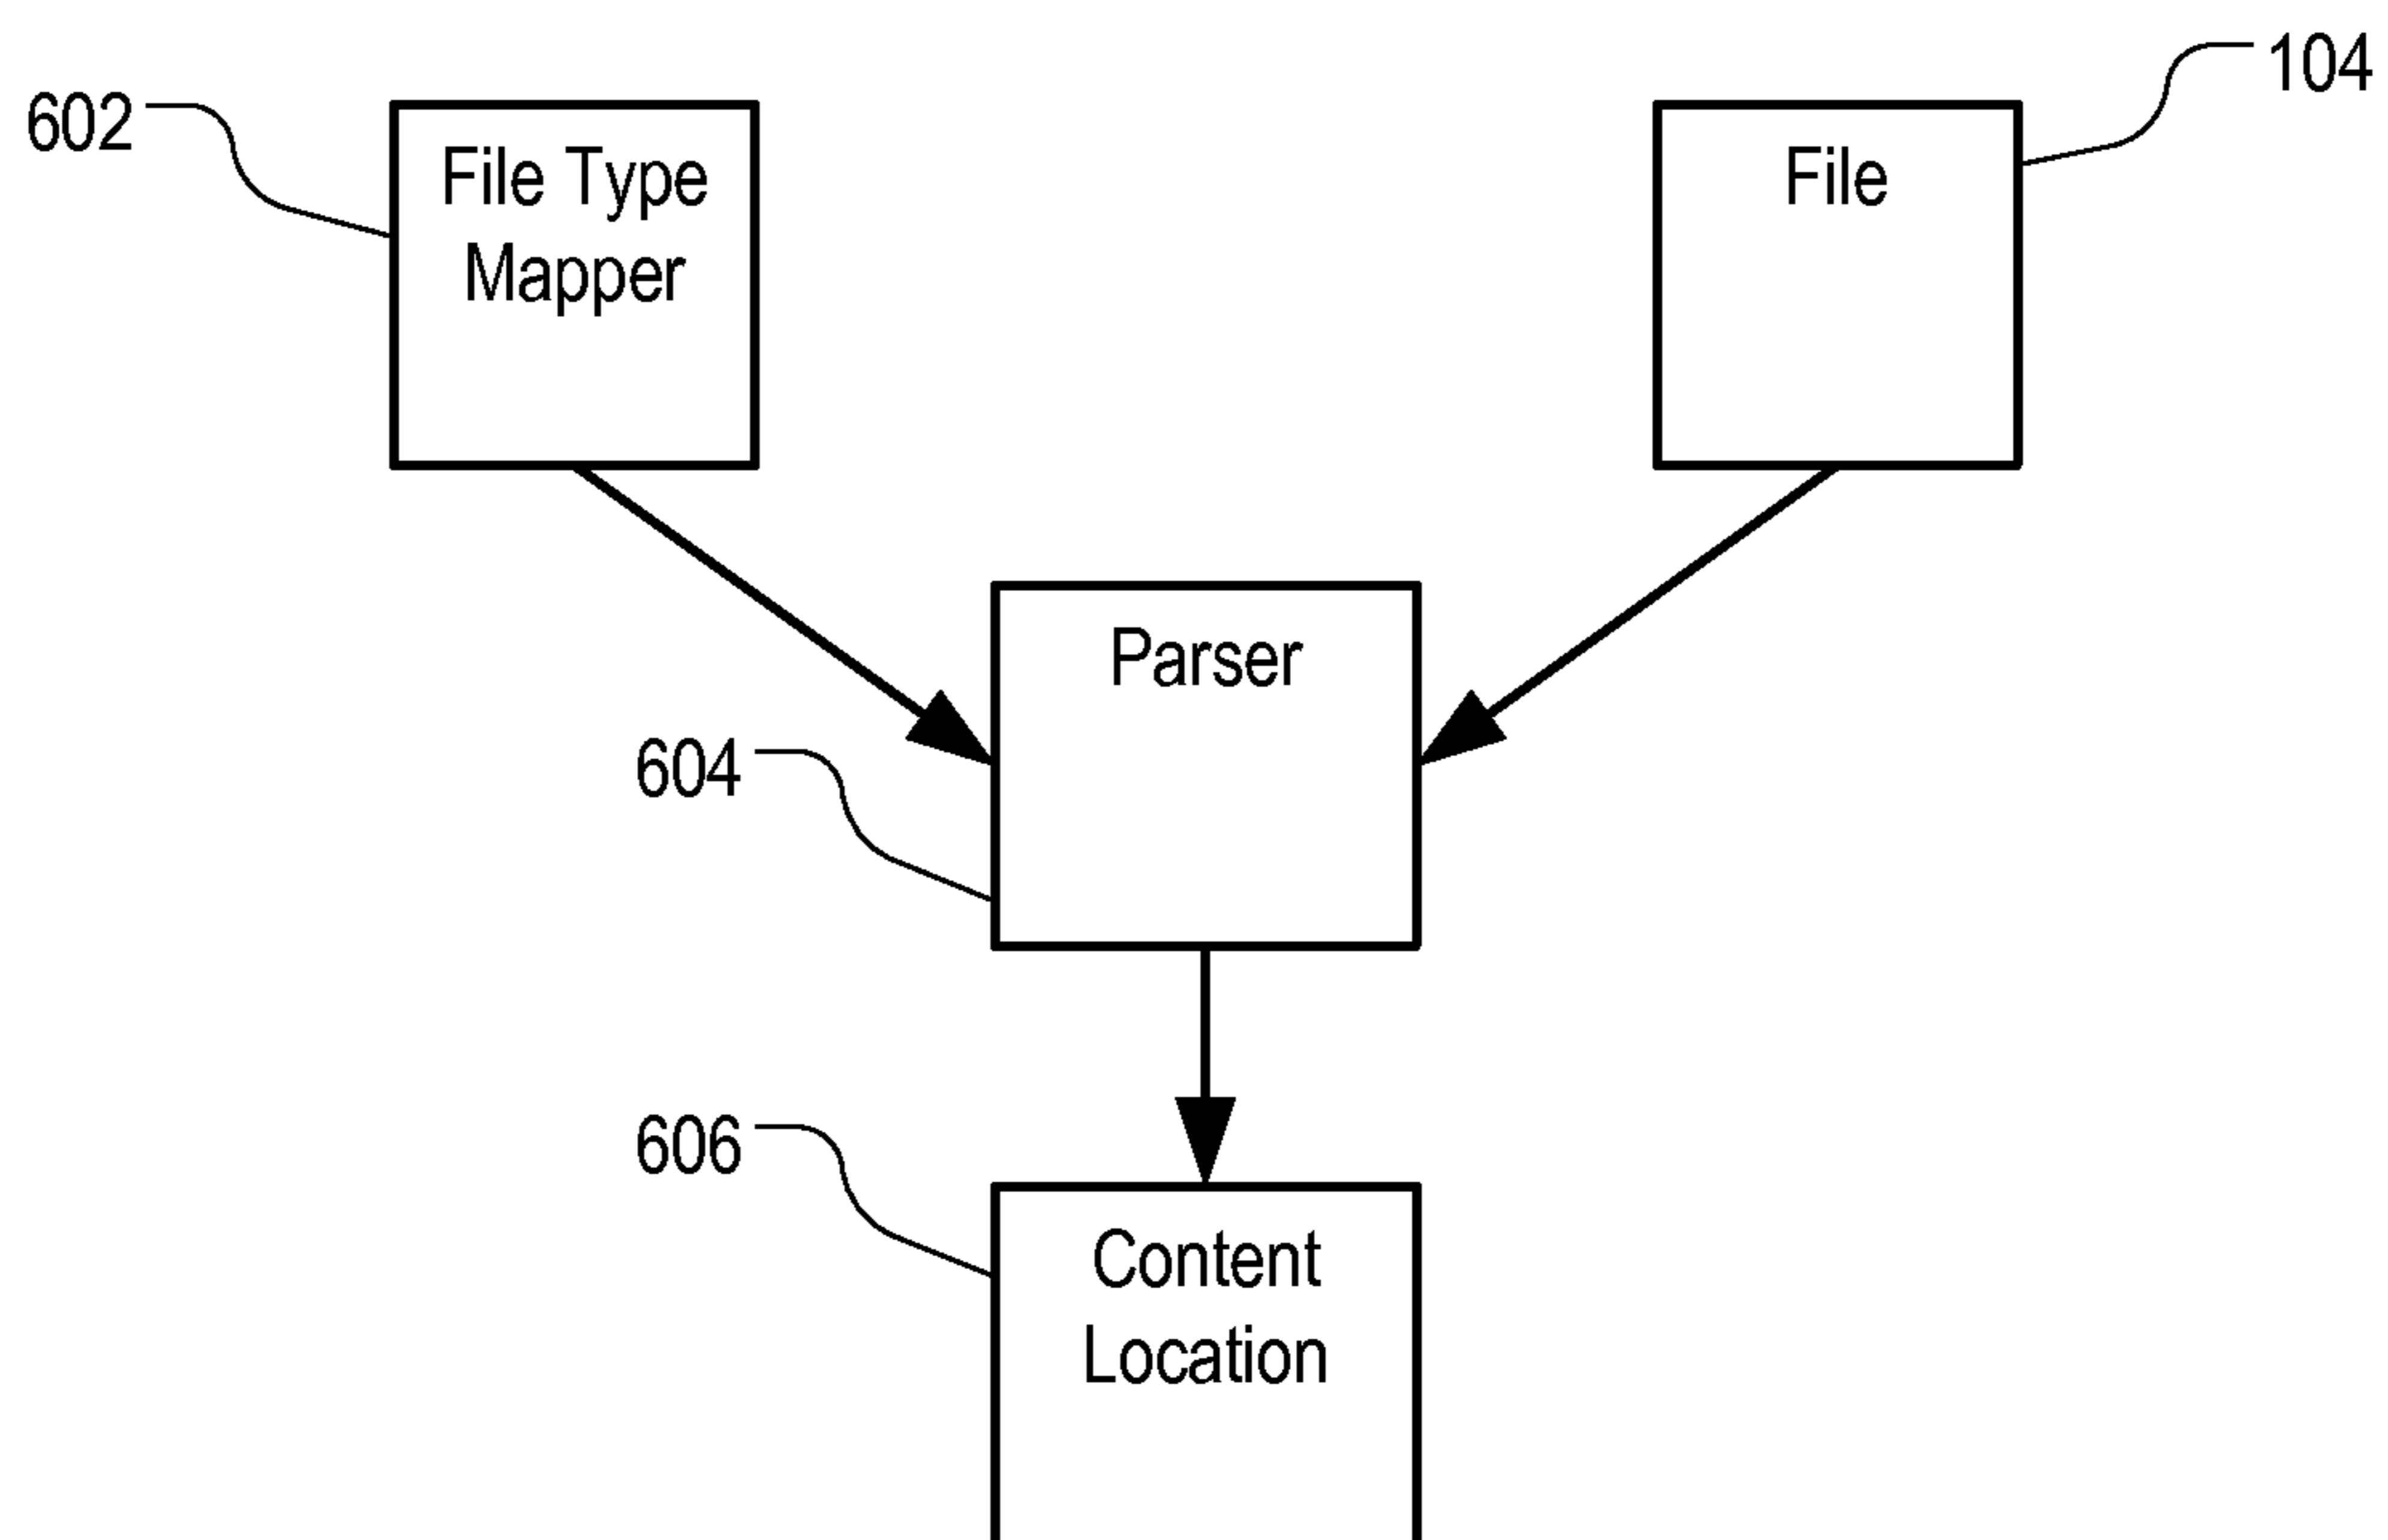 104
602
File Type
Mapper
File
Parser
604
606
Content
Location